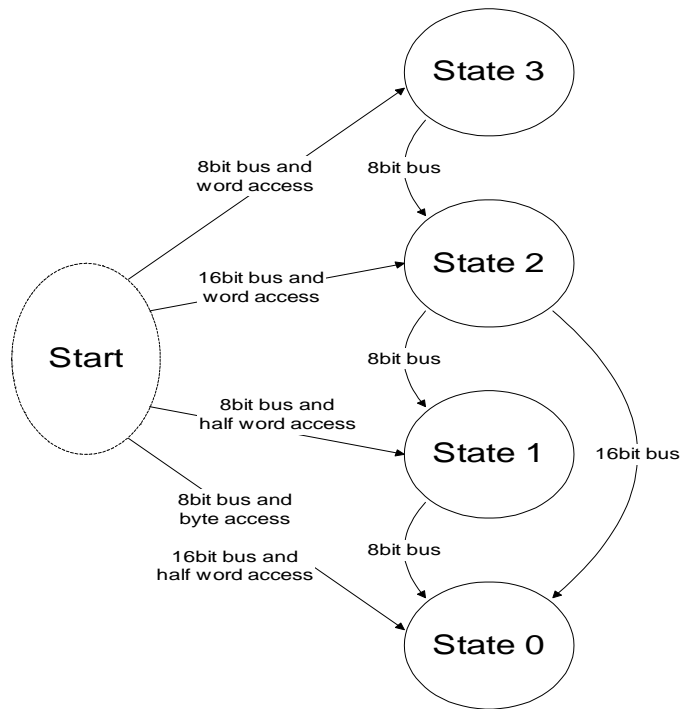 State 3
8bit bus and
word access
8bit bus
16bit bus and
word access
State 2
Start
8bit bus
8bit bus and
half word access
State 1
16bit bus
8bit bus and
byte access
8bit bus
16bit bus and
half word access
State 0